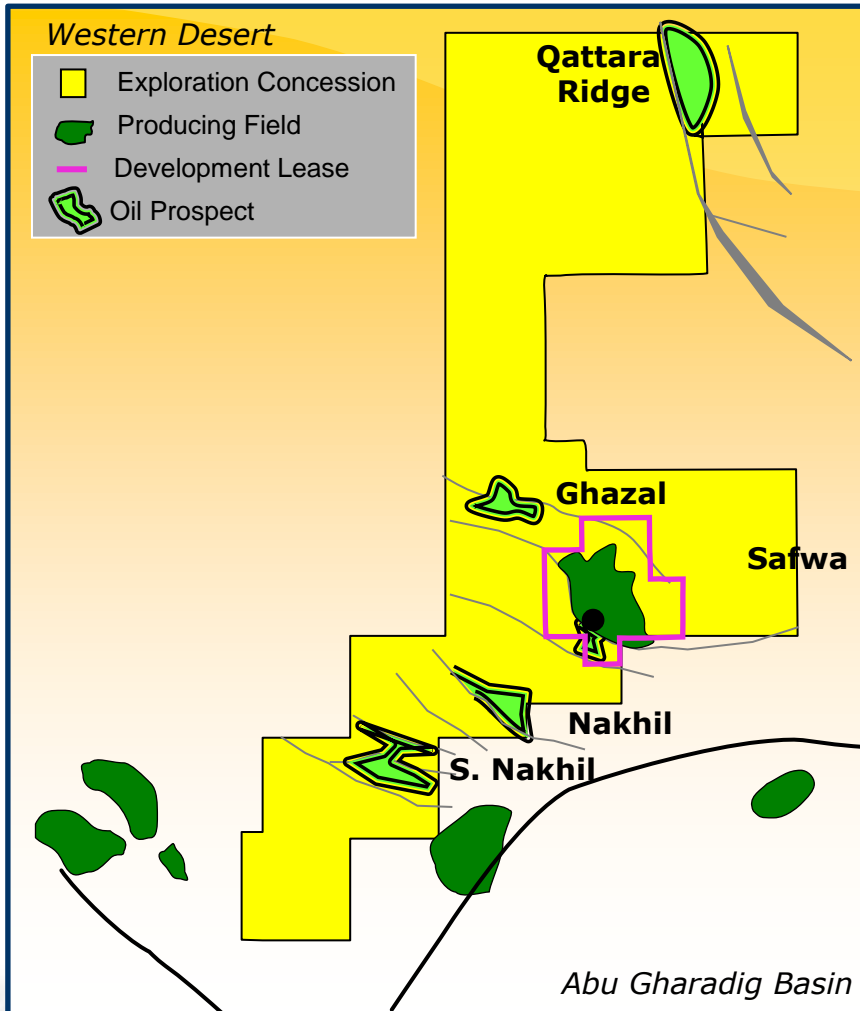 Western Desert
Exploration Concession
Producing Field
Development Lease
Oil Prospect
Qattara
Ridge
Ghazal
Safwa
Nakhil
S. Nakhil
Abu Gharadig Basin